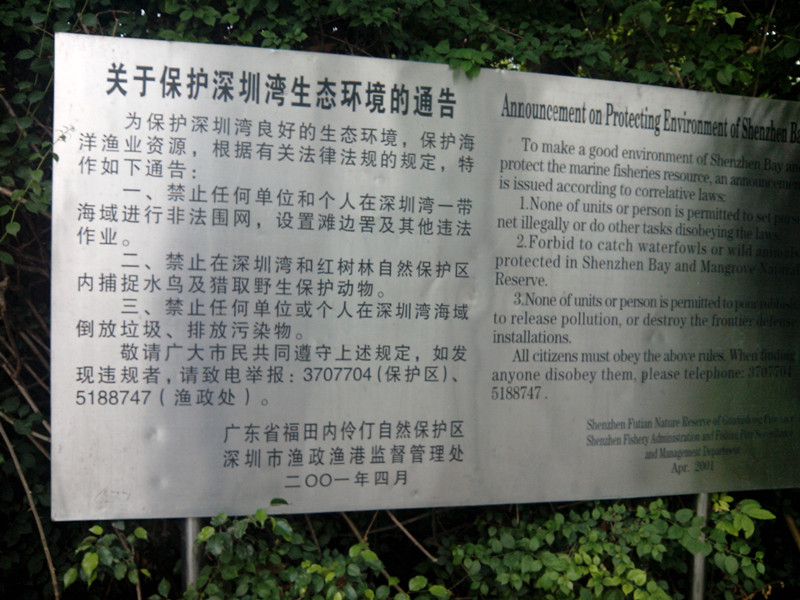 关于保护深圳湾生态环境的通告
为保护深圳湾良好的生态环境，保护海
洋渔业资源，根据有关法律法规的规定，特
作如下通告：
一、禁止任何单位和个人在深圳湾一带
海域进行非法围网，设置滩边罟及其他违法
作业。
二、禁止在深圳湾和红树林自然保护区
内捕捉水鸟及猎取野生保护动物。
三、禁止任何单位或个人在深圳湾海域
倒放垃圾、排放污染物。
敬请广大市民共同遵守上述规定，如发
现违规者，请致电举报：3707704（保护区）、
5188747（渔政处）。
广东省福田内伶仃自然保护区
深圳市渔政渔港监督管理处
二〇〇一年四月
Announcement on Protecting Environment of Shenzhen
To make a good environment of Shenzhen Bay and
protect the marine fisheries resource, an announcement
is issued according to correlative laws:
1.None of units or person is permitted to set
net illegally or do other tasks disobeying the laws.
2.Forbid to catch waterfowls or wild animals
protected in Shenzhen Bay and Mangrove Natural
Reserve.
3.None of units or person is permitted to
to release pollution, or destroy the frontier defense
installations.
All citizens must obey the above rules. When finding
anyone disobey them, please telephone: 3707704
5188747 .
Shenzhen Futian Nature Reserve of Guangdong
Shenzhen Fishery Administration and Fishing
and Management Department
Apr. 2001